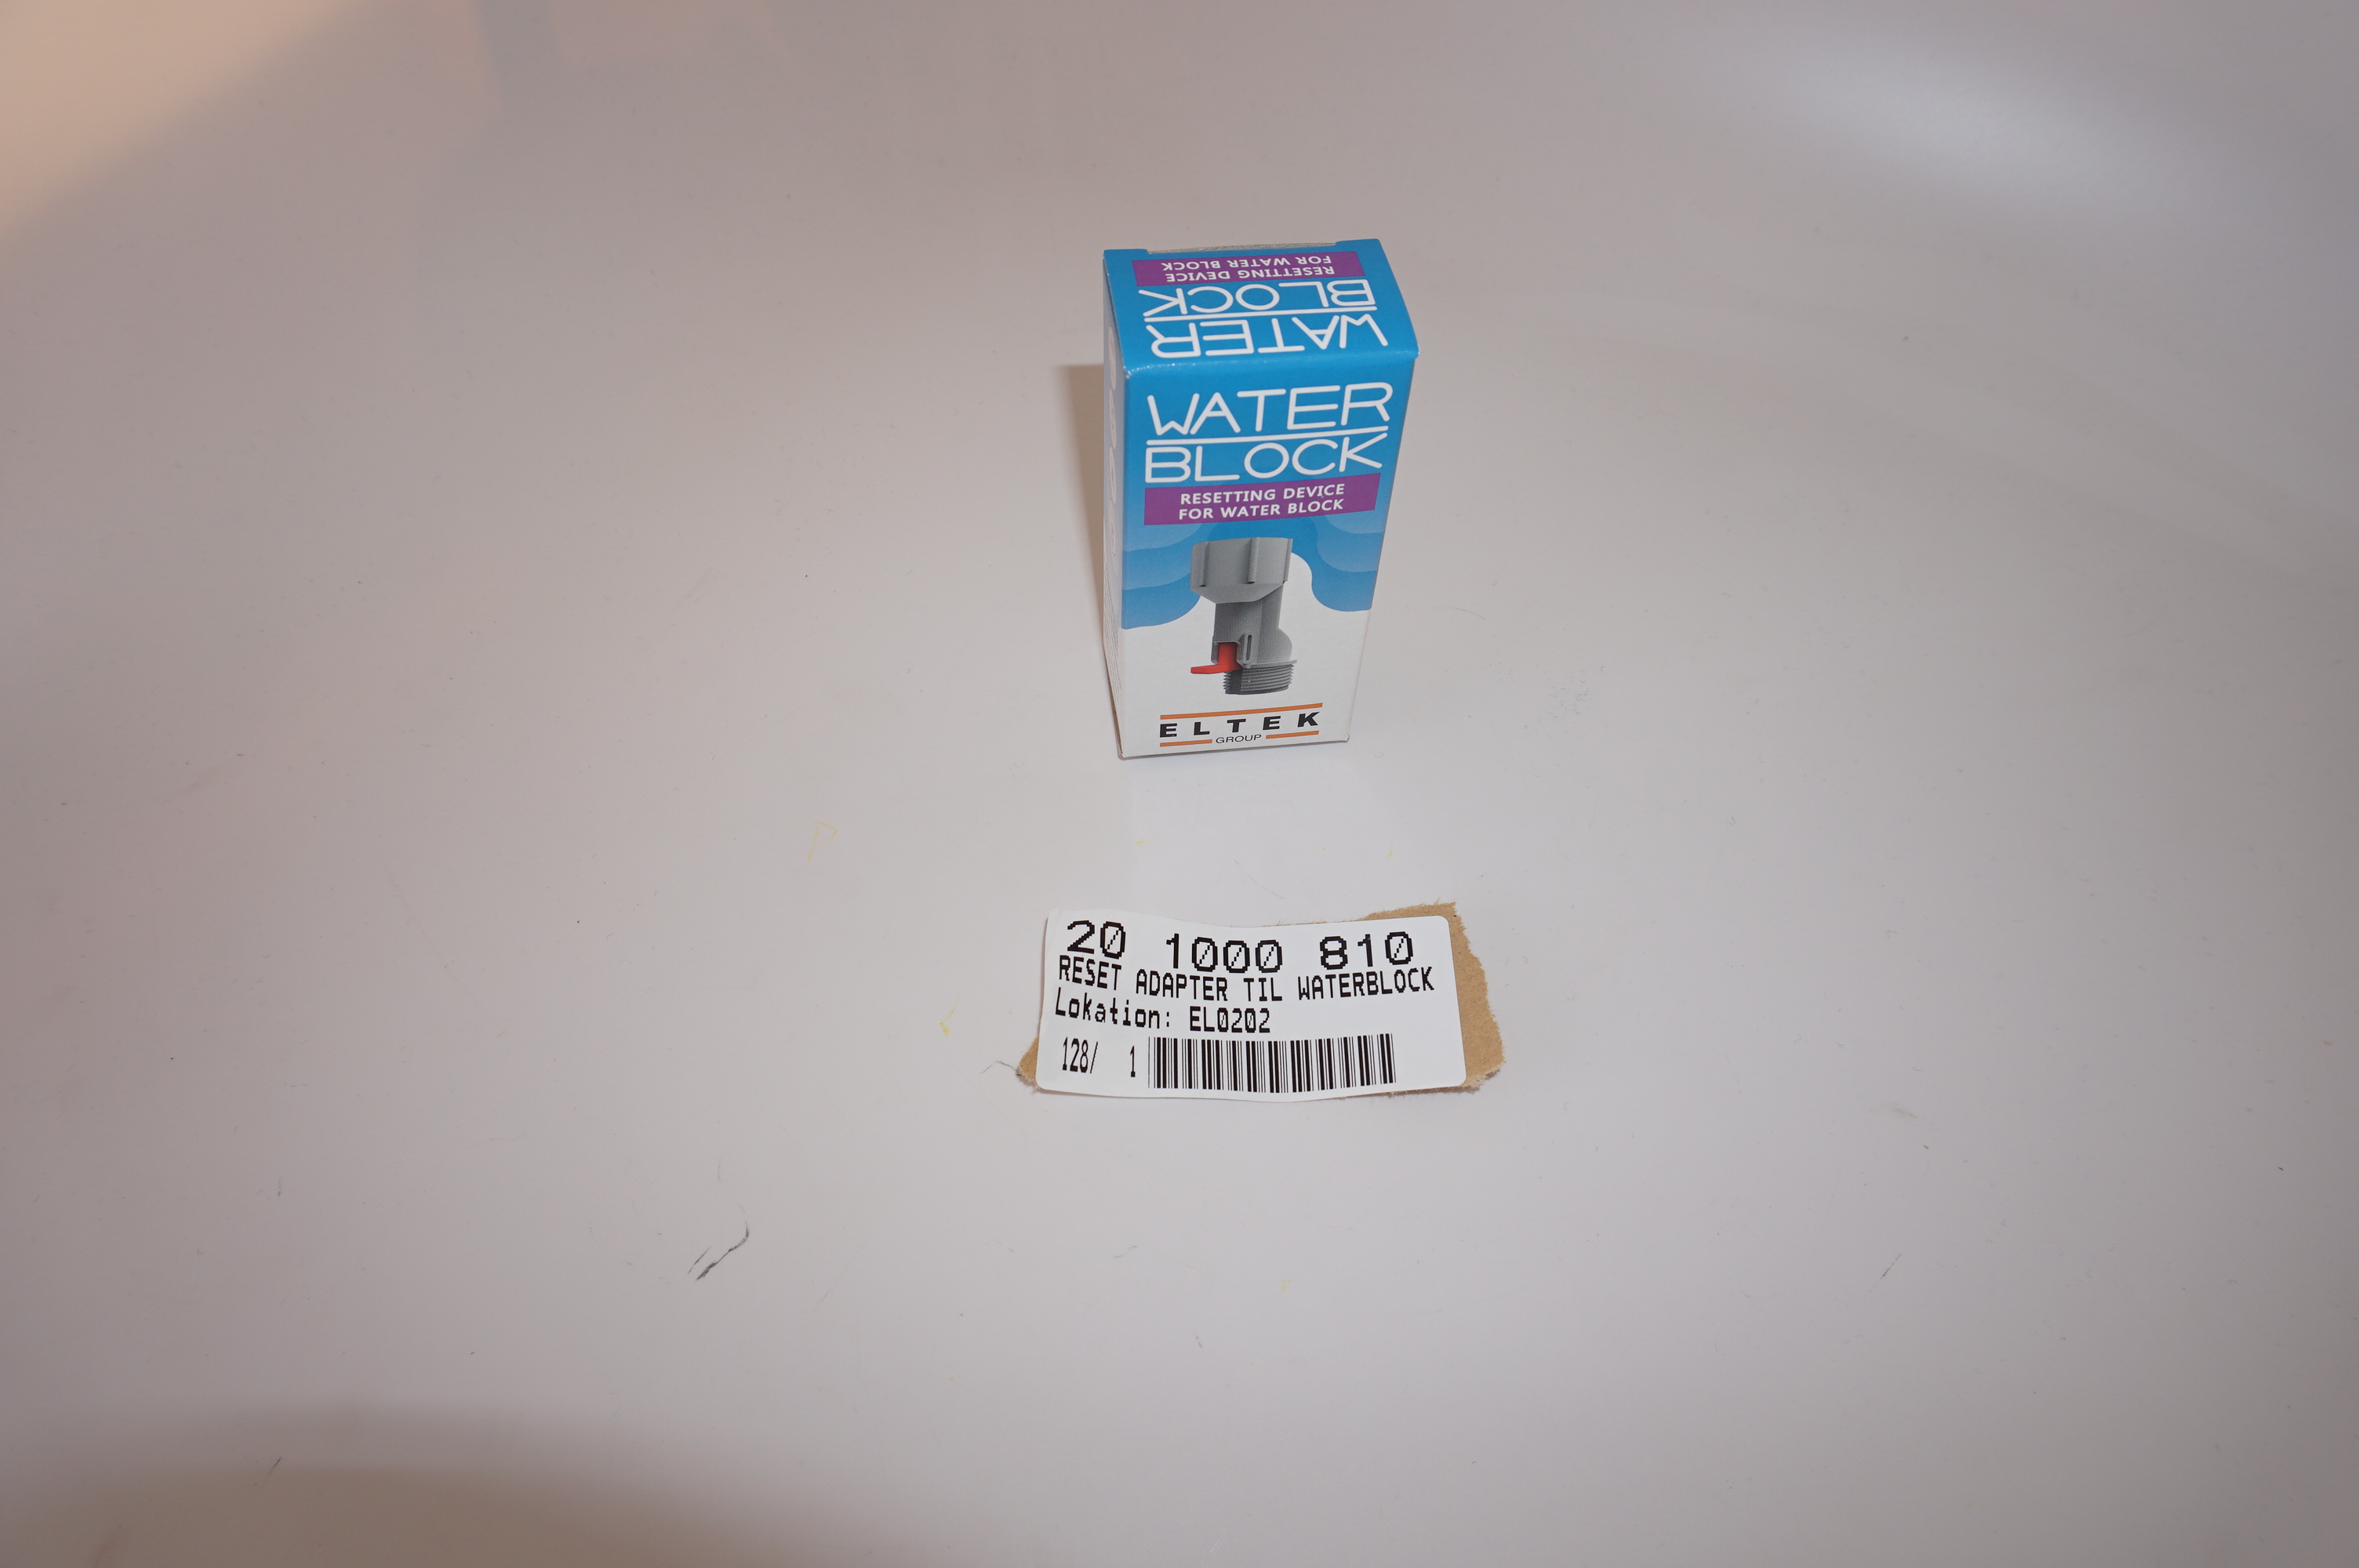 RESETTING DEVICE
FOR WATER BLOCK
WATER
BLOCK
WATER
BLOCK
RESETTING DEVICE
FOR WATER BLOCK
ELTEK
GROUP
20 1000 810
RESET ADAPTER TIL WATERBLOCK
Lokation: EL0202
128/ 1